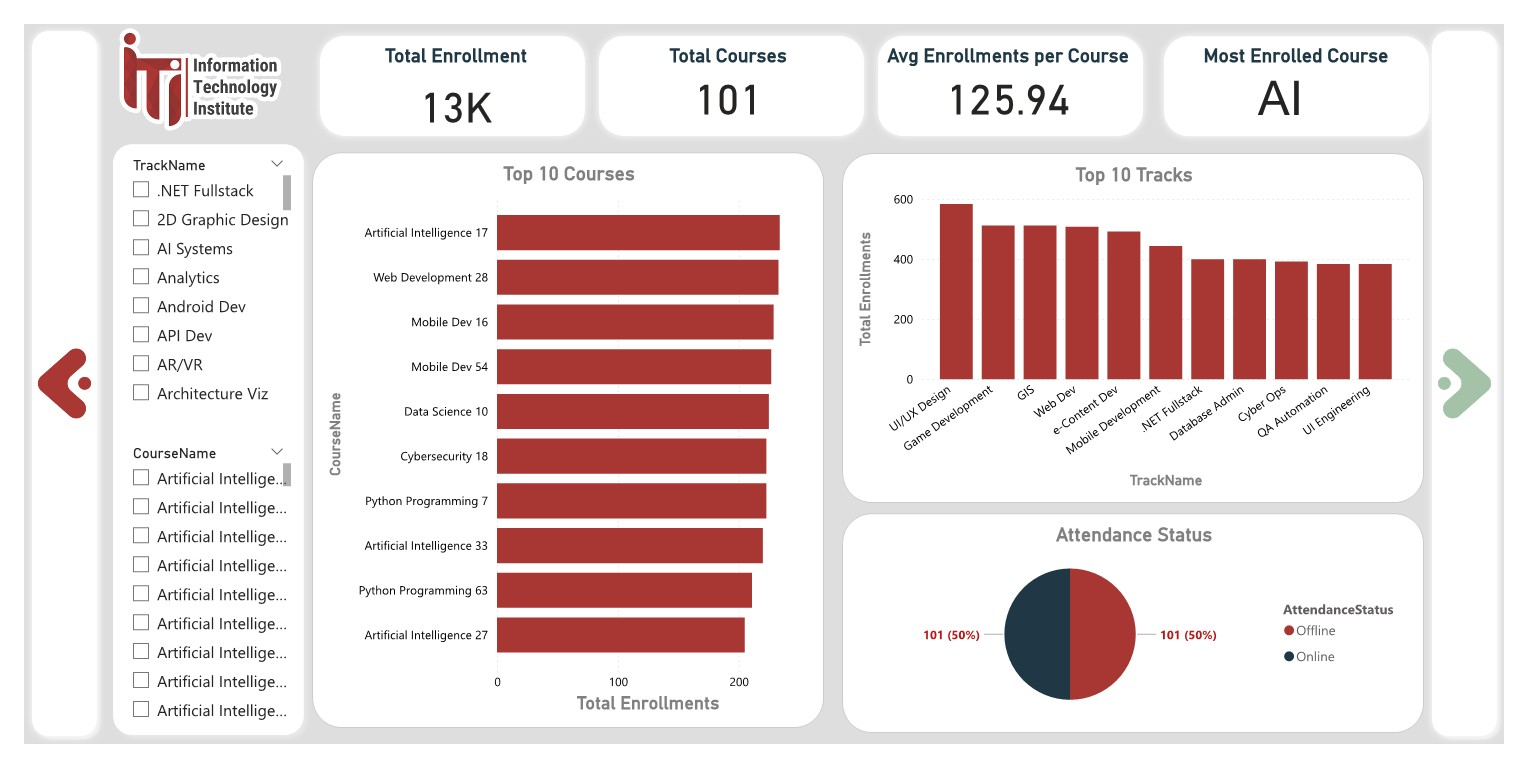 iTi
Information
Technology
Institute
Total Enrollment
13K
Total Courses
101
Avg Enrollments per Course
125.94
Most Enrolled Course
AI
TrackName
.NET Fullstack
2D Graphic Design
AI Systems
Analytics
Android Dev
API Dev
AR/VR
Architecture Viz
CourseName
Artificial Intellige...
Artificial Intellige...
Artificial Intellige...
Artificial Intellige...
Artificial Intellige...
Artificial Intellige...
Artificial Intellige...
Artificial Intellige...
Artificial Intellige...
Top 10 Courses
CourseName
Artificial Intelligence 17
Web Development 28
Mobile Dev 16
Mobile Dev 54
Data Science 10
Cybersecurity 18
Python Programming 7
Artificial Intelligence 33
Python Programming 63
Artificial Intelligence 27
0 100 200
Total Enrollments
Top 10 Tracks
Total Enrollments
600
400
200
0
UI/UX Design
Game Development
GIS
Web Dev
e-Content Dev
Mobile Development
.NET Fullstack
Database Admin
Cyber Ops
QA Automation
UI Engineering
TrackName
Attendance Status
101 (50%)
101 (50%)
AttendanceStatus
Offline
Online